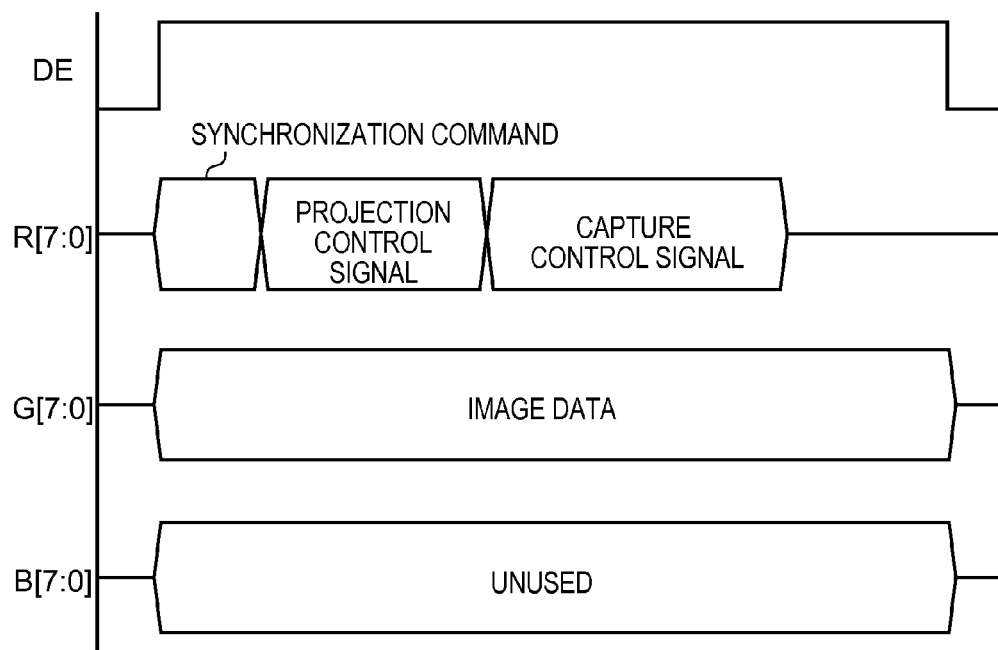 DE
SYNCHRONIZATION COMMAND
R[7:0]
PROJECTION
CONTROL
SIGNAL
CAPTURE
CONTROL SIGNAL
G[7:0]
IMAGE DATA
B[7:0]
UNUSED